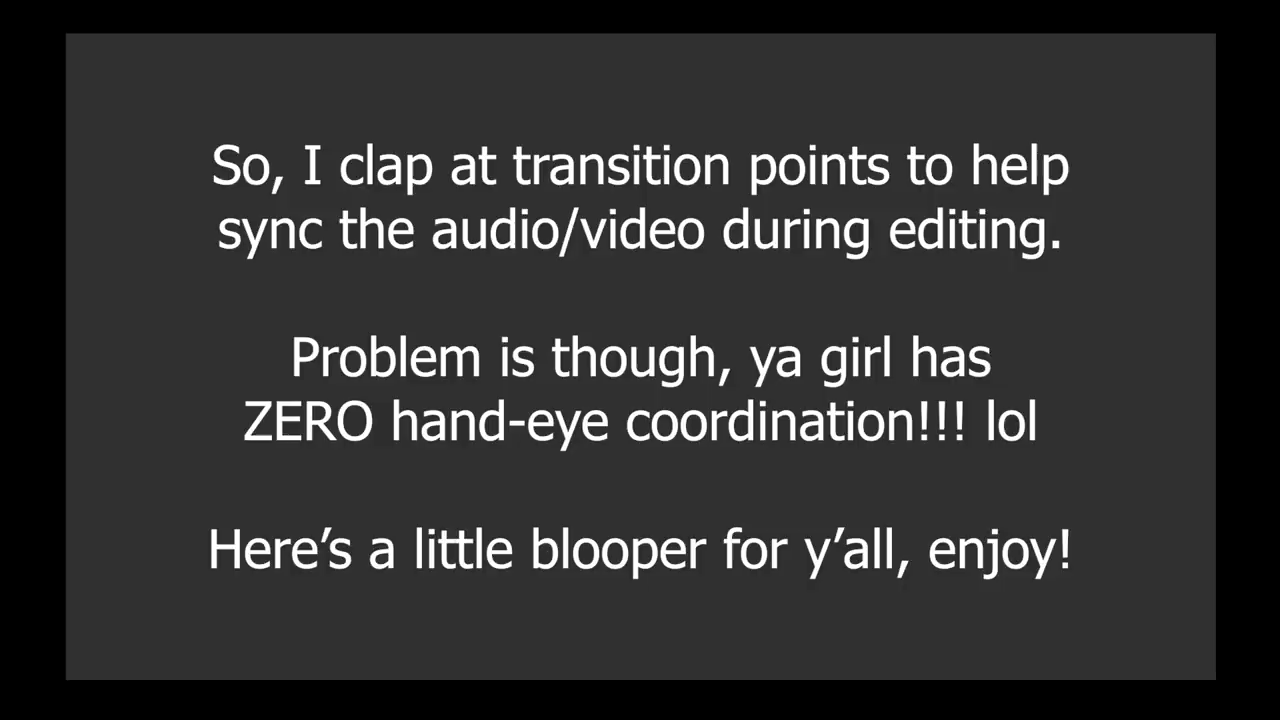 So, I clap at transition points to help
sync the audio/video during editing.
Problem is though, ya girl has
ZERO hand-eye coordination!!! lol
Here’s a little blooper for y’all, enjoy!